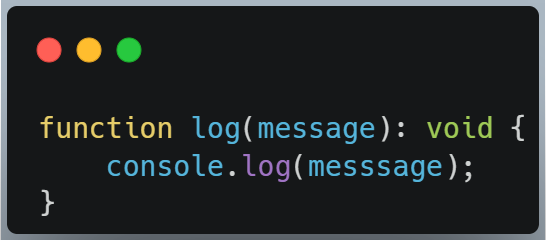 function log(message): void {
    console.log(messsage);
}